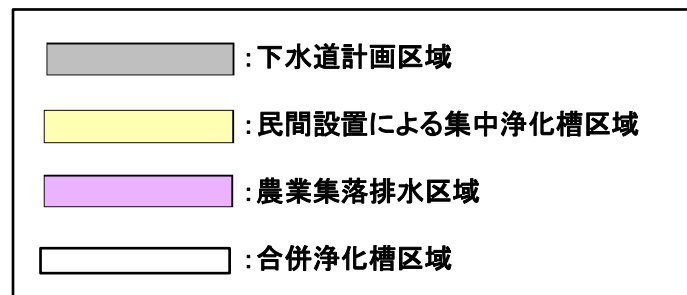 :下水道計画区域
:民間設置による集中浄化槽区域
:農業集落排水区域
:合併浄化槽区域